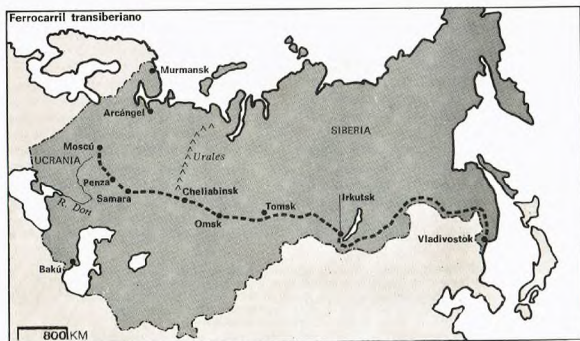 Ferrocarril transiberiano
Murmansk
Arcángel
SIBERIA
Moscú
UCRANIA
Urales
Penza
Cheliabinsk
Samara
R. Don
Tomsk
Irkutsk
Omsk
Vladivostok
Bakú
800 KM